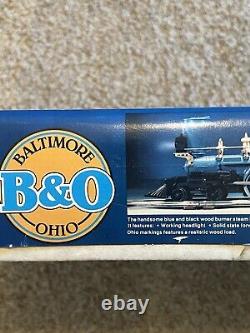 BALTIMORE
B&O
OHIO
The handsome blue and black wood burner steam
It features: • Working headlight • Solid state
Ohio markings features a realistic wood load.